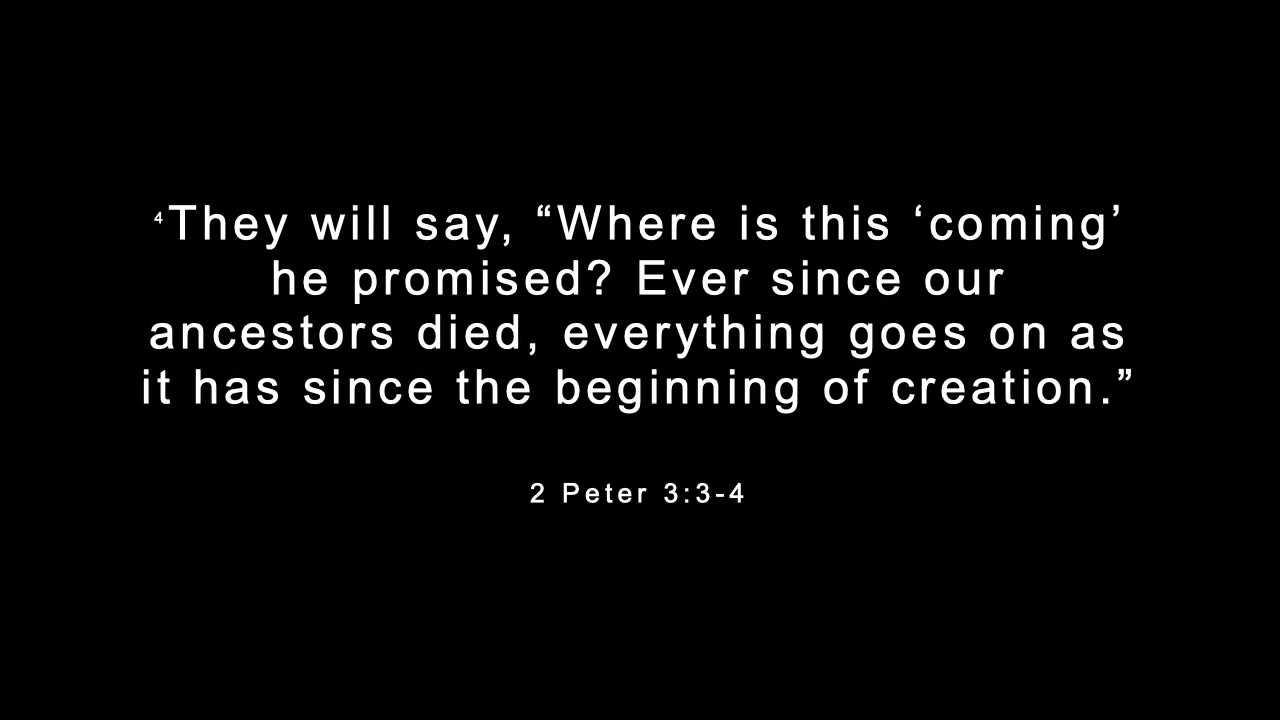 4They will say, “Where is this ‘coming’
he promised? Ever since our
ancestors died, everything goes on as
it has since the beginning of creation.”
2 Peter 3:3-4